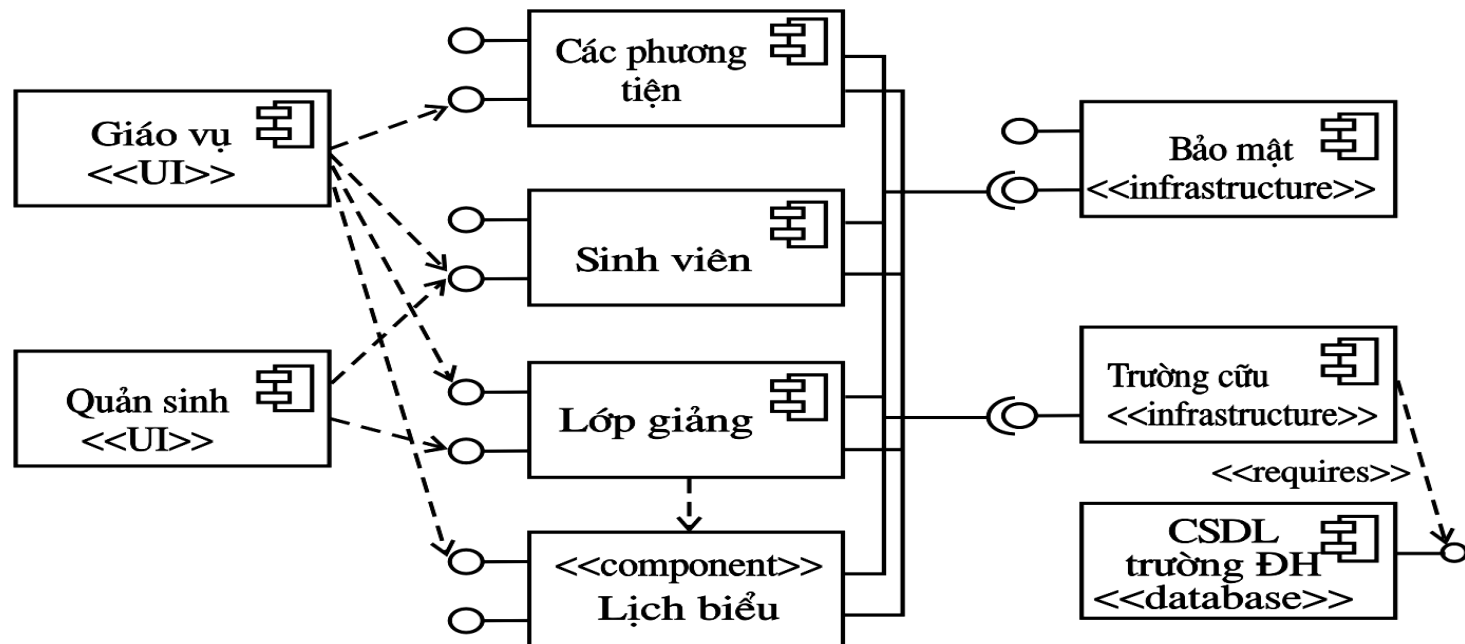 Các phương
tiện
Giáo vụ
<<UI>>
Bảo mật
<<infrastructure>>
Sinh viên
Quản sinh
<<UI>>
Lớp giảng
Trường cữu
<<infrastructure>>
<<requires>>
<<component>>
Lịch biểu
CSDL
trường ĐH
<<database>>